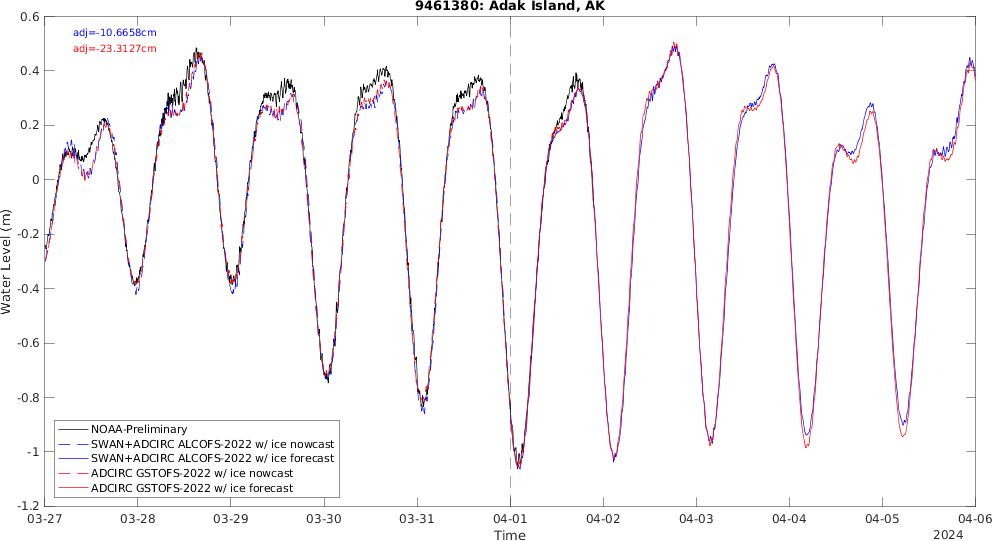 9461380: Adak Island, AK
adj=-10.6658cm
adj=-23.3127cm
0.6
0.4
0.2
0
-0.2
-0.4
-0.6
-0.8
-1
-1.2
Water Level (m)
NOAA-Preliminary
SWAN+ADCIRC ALCOFS-2022 w/ ice nowcast
SWAN+ADCIRC ALCOFS-2022 w/ ice forecast
ADCIRC GSTOFS-2022 w/ ice nowcast
ADCIRC GSTOFS-2022 w/ ice forecast
03-27 03-28 03-29 03-30 03-31 04-01 04-02 04-03 04-04 04-05 04-06
Time
2024